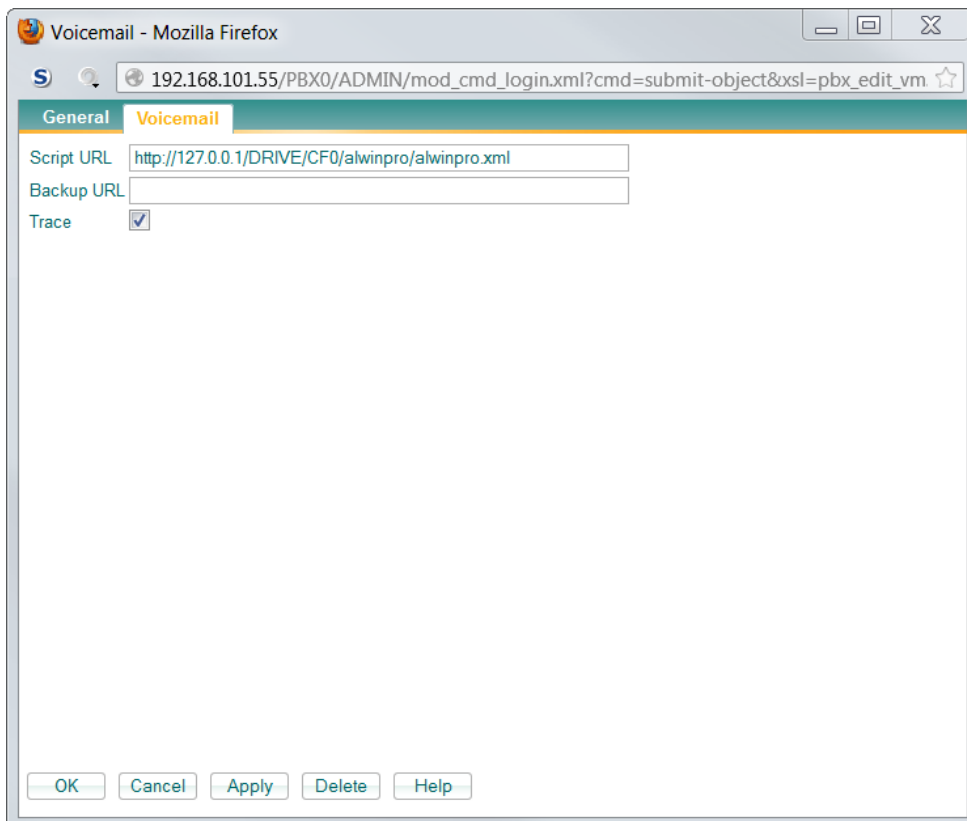 Voicemail - Mozilla Firefox
S 192.168.101.55/PBX0/ADMIN/mod_cmd_login.xml?cmd=submit-object&xsl=pbx_edit_vm.
General Voicemail
Script URL http://127.0.0.1/DRIVE/CF0/alwinpro/alwinpro.xml
Backup URL
Trace
OK Cancel Apply Delete Help